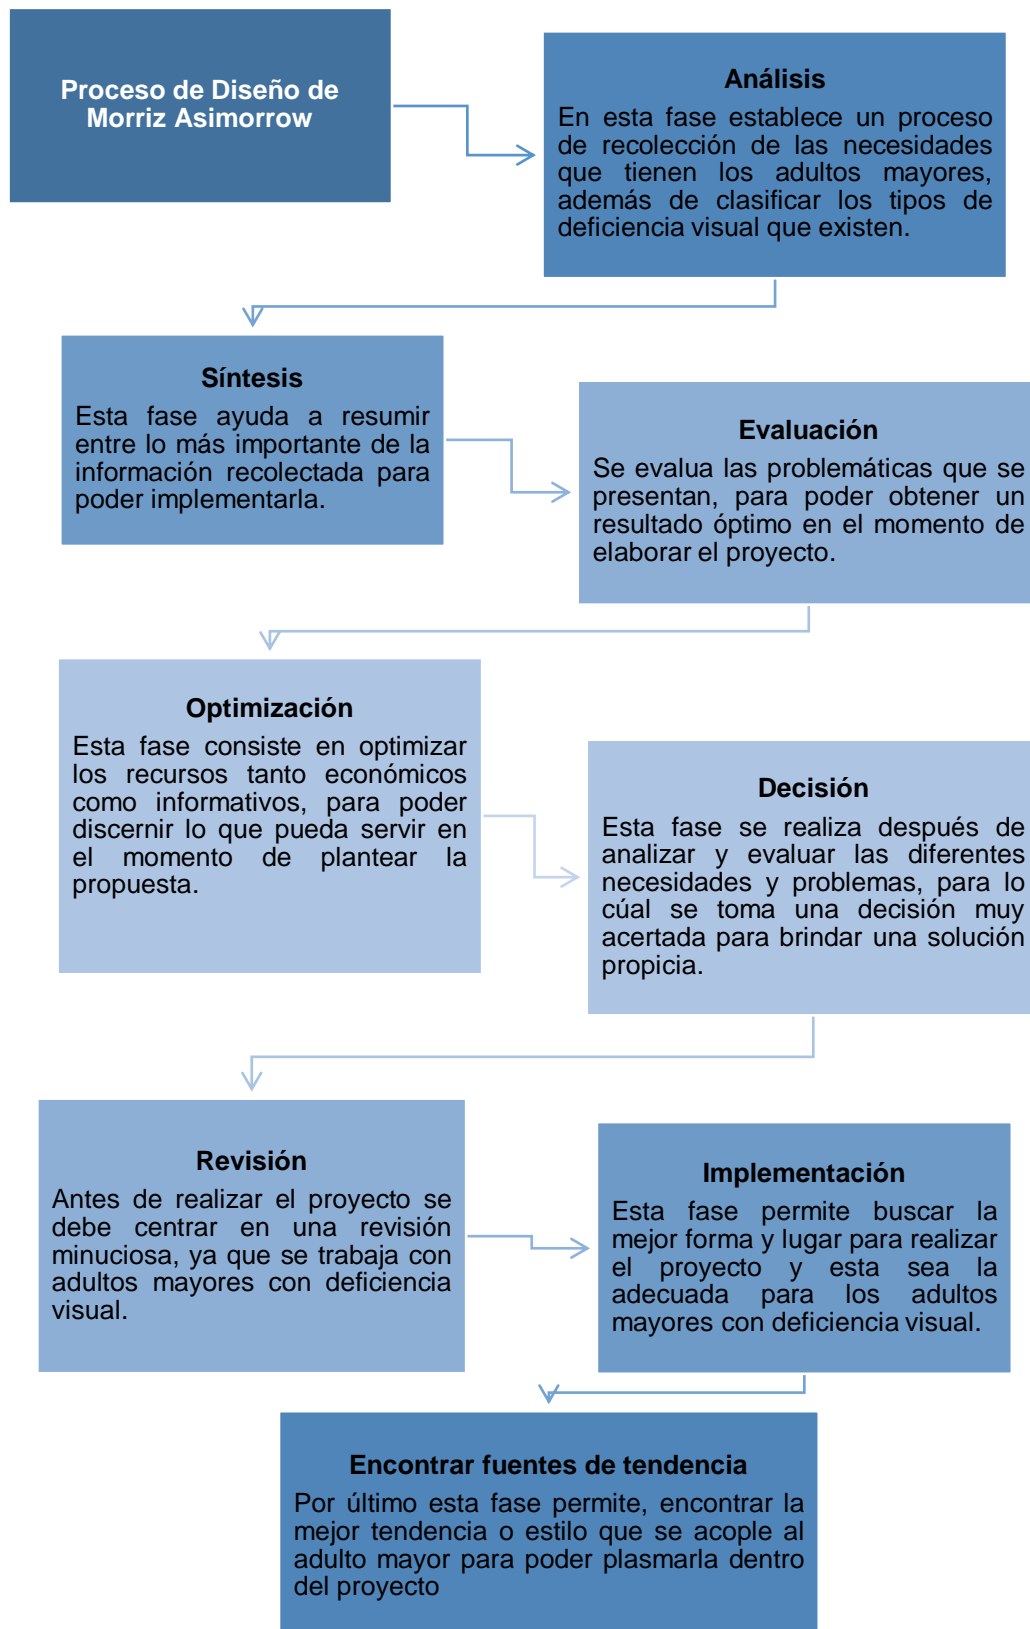 Proceso de Diseño de
Morriz Asimorrow
Análisis
En esta fase establece un proceso
de recolección de las necesidades
que tienen los adultos mayores,
además de clasificar los tipos de
deficiencia visual que existen.
Síntesis
Esta fase ayuda a resumir
entre lo más importante de la
información recolectada para
poder implementarla.
Evaluación
Se evalua las problemáticas que se
presentan, para poder obtener un
resultado óptimo en el momento de
elaborar el proyecto.
Optimización
Esta fase consiste en optimizar
los recursos tanto económicos
como informativos, para poder
discernir lo que pueda servir en
el momento de plantear la
propuesta.
Decisión
Esta fase se realiza después de
analizar y evaluar las diferentes
necesidades y problemas, para lo
cúal se toma una decisión muy
acertada para brindar una solución
propicia.
Revisión
Antes de realizar el proyecto se
debe centrar en una revisión
minuciosa, ya que se trabaja con
adultos mayores con deficiencia
visual.
Implementación
Esta fase permite buscar la
mejor forma y lugar para realizar
el proyecto y esta sea la
adecuada para los adultos
mayores con deficiencia visual.
Encontrar fuentes de tendencia
Por último esta fase permite, encontrar la
mejor tendencia o estilo que se acople al
adulto mayor para poder plasmarla dentro
del proyecto